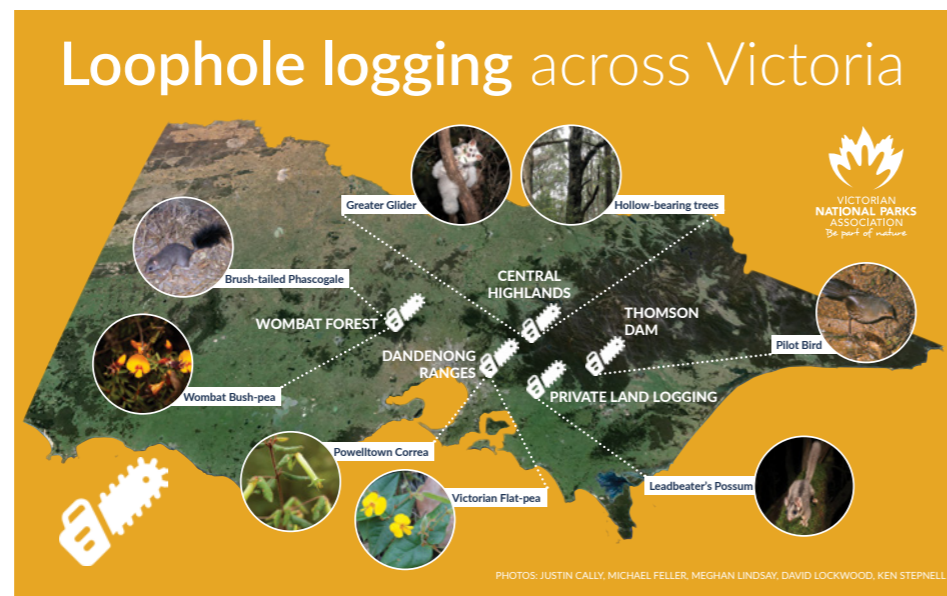 Loophole logging across Victoria
VICTORIAN
NATIONAL PARKS
ASSOCIATION
Be part of nature
Greater Glider
Hollow-bearing trees
Brush-tailed Phascogale
CENTRAL
HIGHLANDS
WOMBAT FOREST
THOMSON
DAM
DANDENONG
RANGES
Pilot Bird
Wombat Bush-pea
PRIVATE LAND LOGGING
Powelltown Correa
Victorian Flat-pea
Leadbeater's Possum
PHOTOS: JUSTIN CALLY, MICHAEL FELLER, MEGHAN LINDSAY, DAVID LOCKWOOD, KEN STEPNELL